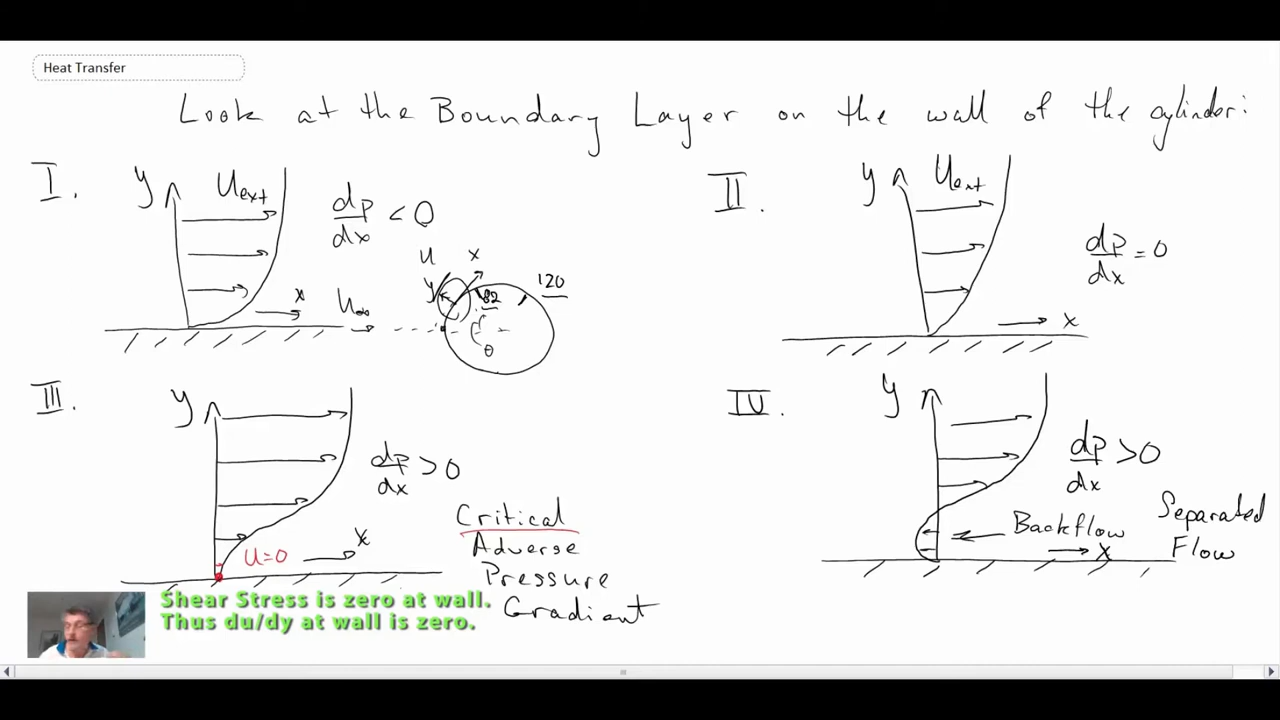 Heat Transfer
Look at the Boundary Layer on the wall of the cylinder:
I.
y
Uext
dp/dx < 0
x
U∞
u
x
y
82
120
θ
II.
y
Uext
dp/dx = 0
x
III.
y
dp/dx > 0
u=0
x
Critical
Adverse
Pressure
Gradient
Shear Stress is zero at wall.
Thus du/dy at wall is zero.
IV.
y
dp/dx > 0
Backflow
x
Separated
Flow